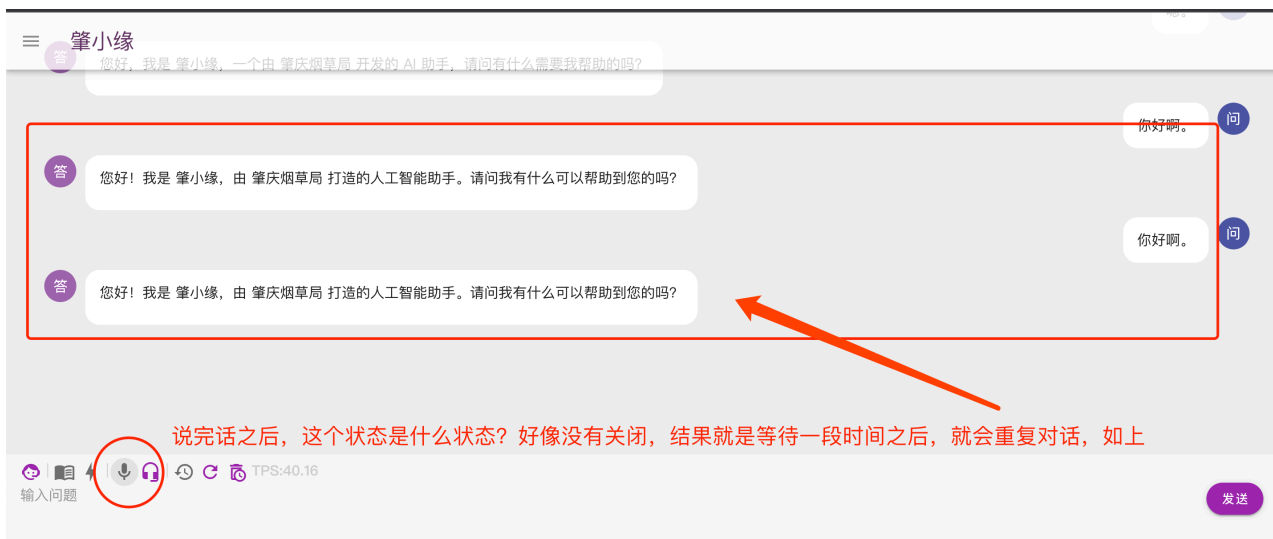 肇小缘
答
您好，我是 肇小缘，一个由 肇庆烟草局 开发的 AI 助手，请问有什么需要我帮助的吗？
你好啊。
问
答
您好！我是 肇小缘，由 肇庆烟草局 打造的人工智能助手。请问我有什么可以帮助到您的吗？
你好啊。
问
答
您好！我是 肇小缘，由 肇庆烟草局 打造的人工智能助手。请问我有什么可以帮助到您的吗？
说完话之后，这个状态是什么状态？好像没有关闭，结果就是等待一段时间之后，就会重复对话，如上
TPS:40.16
输入问题
发送